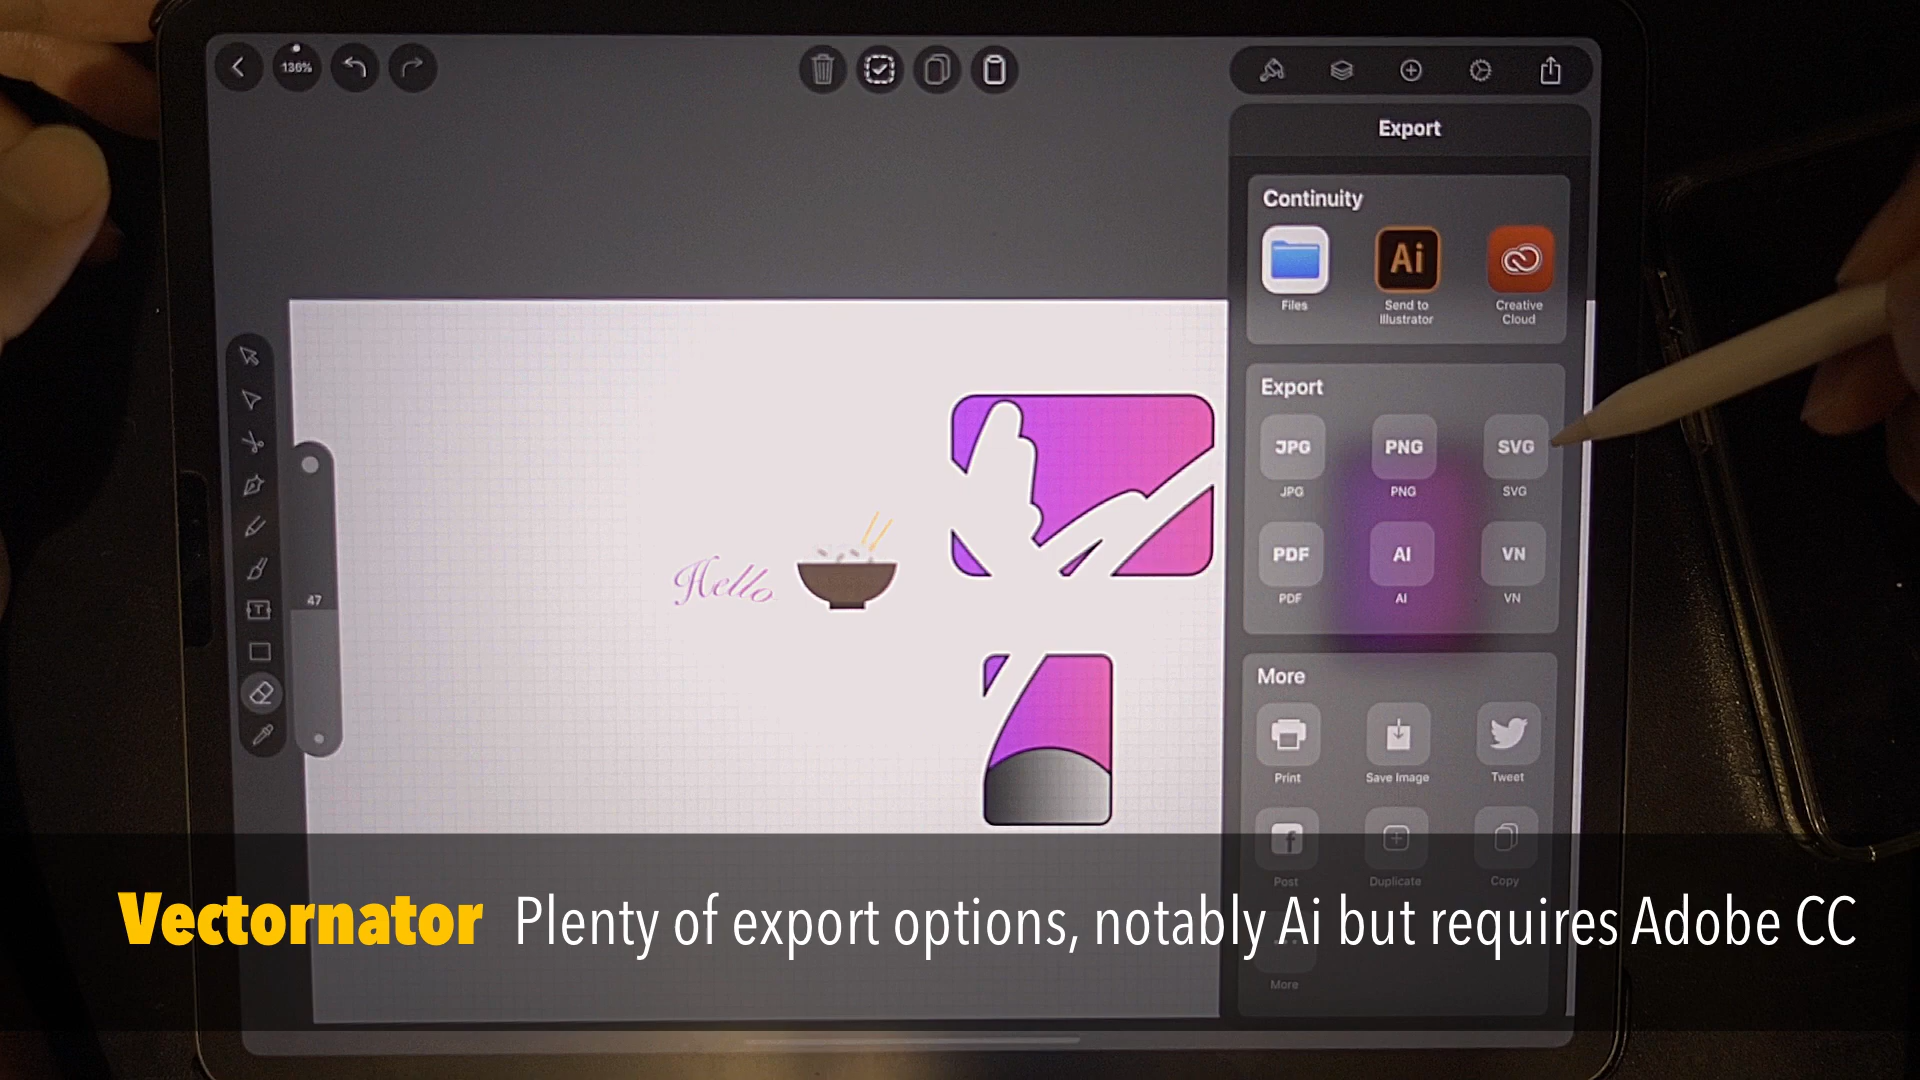 136%
Export
Continuity
Ai
Files
Send to
Illustrator
Creative
Cloud
Export
JPG PNG SVG
JPG PNG SVG
PDF AI VN
PDF AI VN
47
T
Hello
More
Print Save Image Tweet
f
Post Duplicate Copy
Vectornator Plenty of export options, notably Ai but requires Adobe CC
More